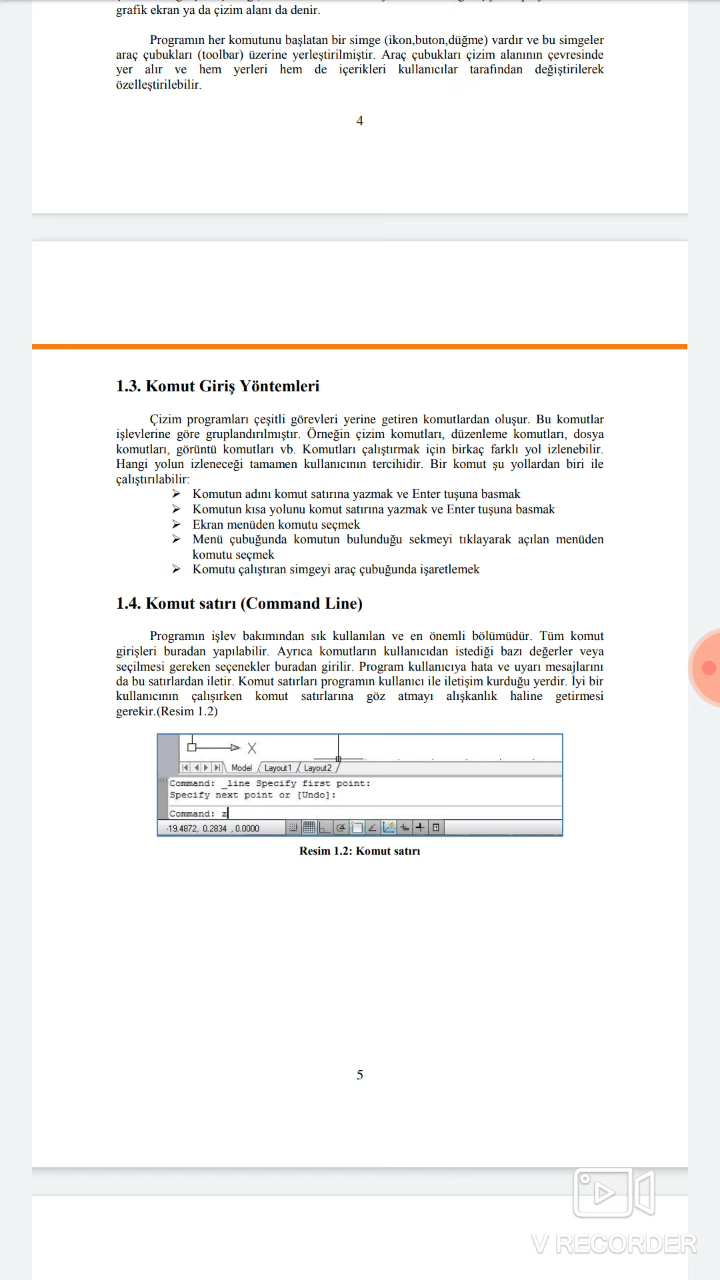 grafik ekran ya da çizim alanı da denir.
Programın her komutunu başlatan bir simge (ikon,buton,düğme) vardır ve bu simgeler
araç çubukları (toolbar) üzerine yerleştirilmiştir. Araç çubukları çizim alanının çevresinde
yer alır ve hem yerleri hem de içerikleri kullanıcılar tarafından değiştirilerek
özelleştirilebilir.
4
1.3. Komut Giriş Yöntemleri
Çizim programları çeşitli görevleri yerine getiren komutlardan oluşur. Bu komutlar
işlevlerine göre gruplandırılmıştır. Örneğin çizim komutları, düzenleme komutları, dosya
komutları, görüntü komutları vb. Komutları çalıştırmak için birkaç farklı yol izlenebilir.
Hangi yolun izleneceği tamamen kullanıcının tercihidir. Bir komut şu yollardan biri ile
çalıştırılabilir:
➢ Komutun adını komut satırına yazmak ve Enter tuşuna basmak
➢ Komutun kısa yolunu komut satırına yazmak ve Enter tuşuna basmak
➢ Ekran menüden komutu seçmek
➢ Menü çubuğunda komutun bulunduğu sekmeyi tıklayarak açılan menüden
komutu seçmek
➢ Komutu çalıştıran simgeyi araç çubuğunda işaretlemek
1.4. Komut satırı (Command Line)
Programın işlev bakımından sık kullanılan ve en önemli bölümüdür. Tüm komut
girişleri buradan yapılabilir. Ayrıca komutların kullanıcıdan istediği bazı değerler veya
seçilmesi gereken seçenekler buradan girilir. Program kullanıcıya hata ve uyarı mesajlarını
da bu satırlardan iletir. Komut satırları programın kullanıcı ile iletişim kurduğu yerdir. İyi bir
kullanıcının çalışırken komut satırlarına göz atmayı alışkanlık haline getirmesi
gerekir.(Resim 1.2)
X
Model Layout1 Layout2
Command: _line Specify first point:
Specify next point or [Undo]:
Command: z
-19.4872, 0.2834 , 0.0000
Resim 1.2: Komut satırı
5
V RECORDER